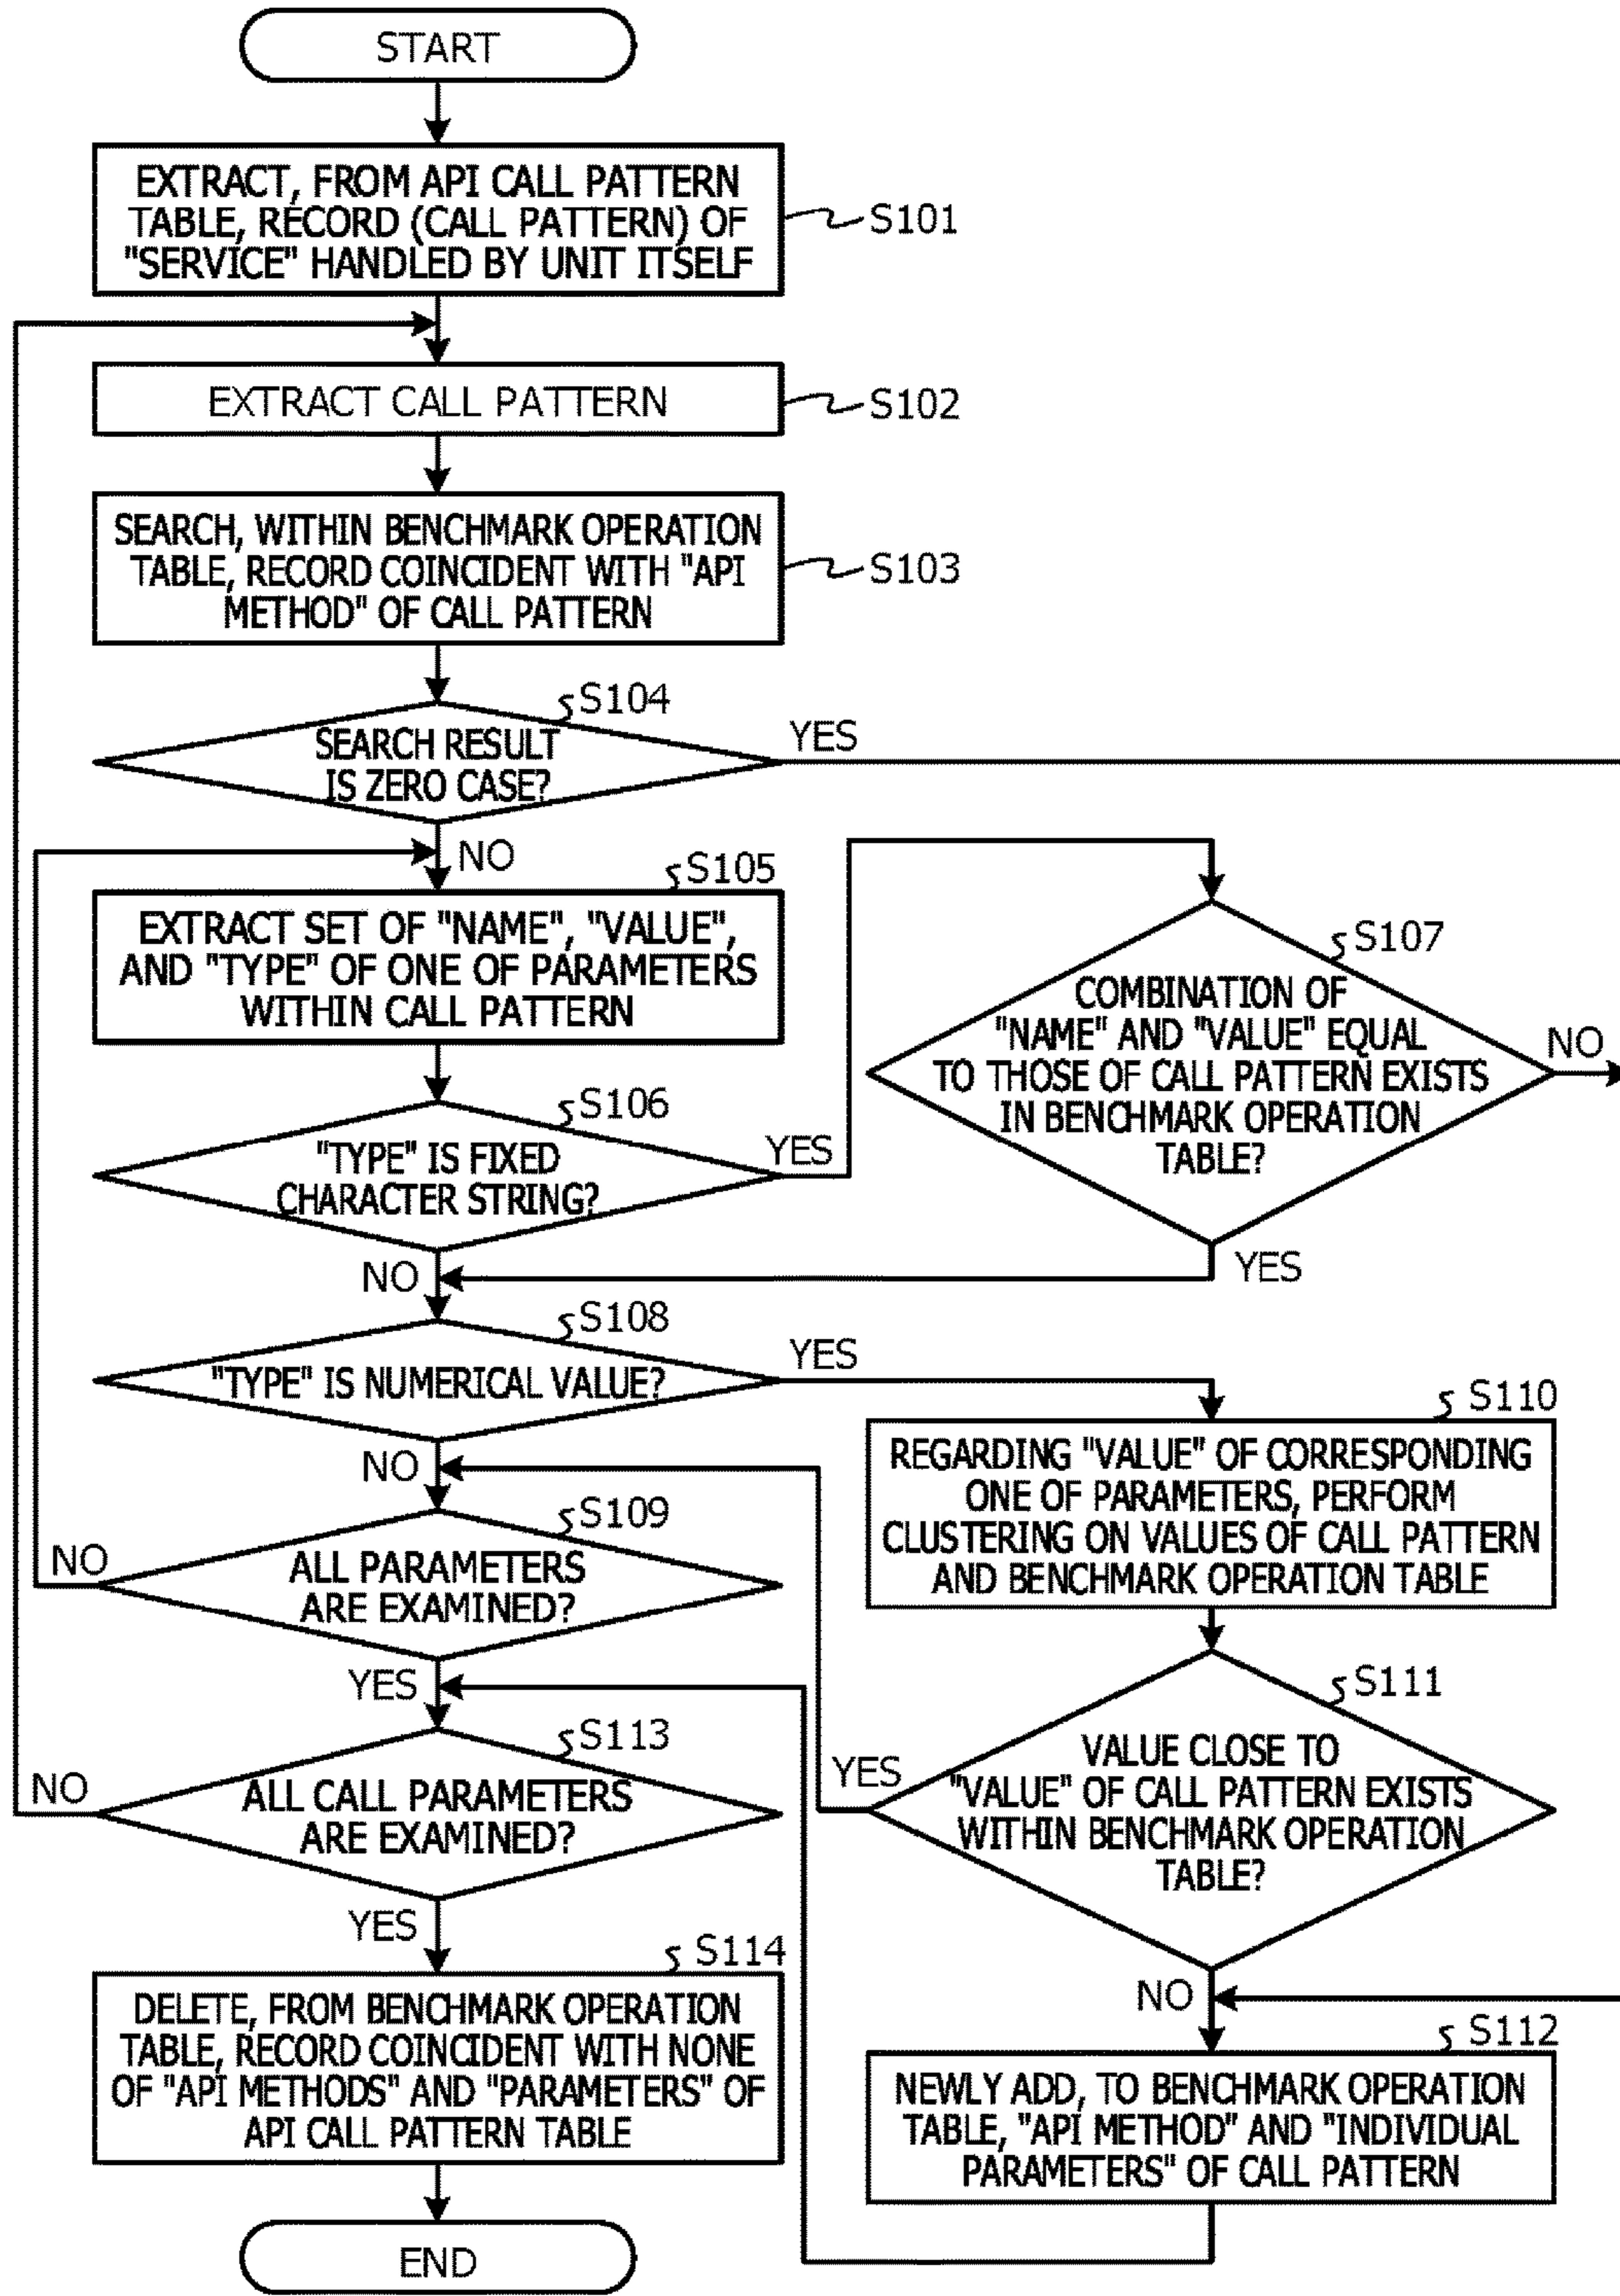 START
EXTRACT, FROM API CALL PATTERN
TABLE, RECORD (CALL PATTERN) OF
"SERVICE" HANDLED BY UNIT ITSELF
S101
EXTRACT CALL PATTERN
S102
SEARCH, WITHIN BENCHMARK OPERATION
TABLE, RECORD COINCIDENT WITH "API
METHOD" OF CALL PATTERN
S103
S104
SEARCH RESULT
IS ZERO CASE?
YES
NO
S105
EXTRACT SET OF "NAME", "VALUE",
AND "TYPE" OF ONE OF PARAMETERS
WITHIN CALL PATTERN
S106
"TYPE" IS FIXED
CHARACTER STRING?
YES
NO
S107
COMBINATION OF
"NAME" AND "VALUE" EQUAL
TO THOSE OF CALL PATTERN EXISTS
IN BENCHMARK OPERATION
TABLE?
NO
YES
S108
"TYPE" IS NUMERICAL VALUE?
YES
NO
S109
ALL PARAMETERS
ARE EXAMINED?
NO
YES
S110
REGARDING "VALUE" OF CORRESPONDING
ONE OF PARAMETERS, PERFORM
CLUSTERING ON VALUES OF CALL PATTERN
AND BENCHMARK OPERATION TABLE
S111
VALUE CLOSE TO
"VALUE" OF CALL PATTERN EXISTS
WITHIN BENCHMARK OPERATION
TABLE?
YES
NO
S112
NEWLY ADD, TO BENCHMARK OPERATION
TABLE, "API METHOD" AND "INDIVIDUAL
PARAMETERS" OF CALL PATTERN
S113
ALL CALL PARAMETERS
ARE EXAMINED?
NO
YES
S114
DELETE, FROM BENCHMARK OPERATION
TABLE, RECORD COINCIDENT WITH NONE
OF "API METHODS" AND "PARAMETERS" OF
API CALL PATTERN TABLE
END